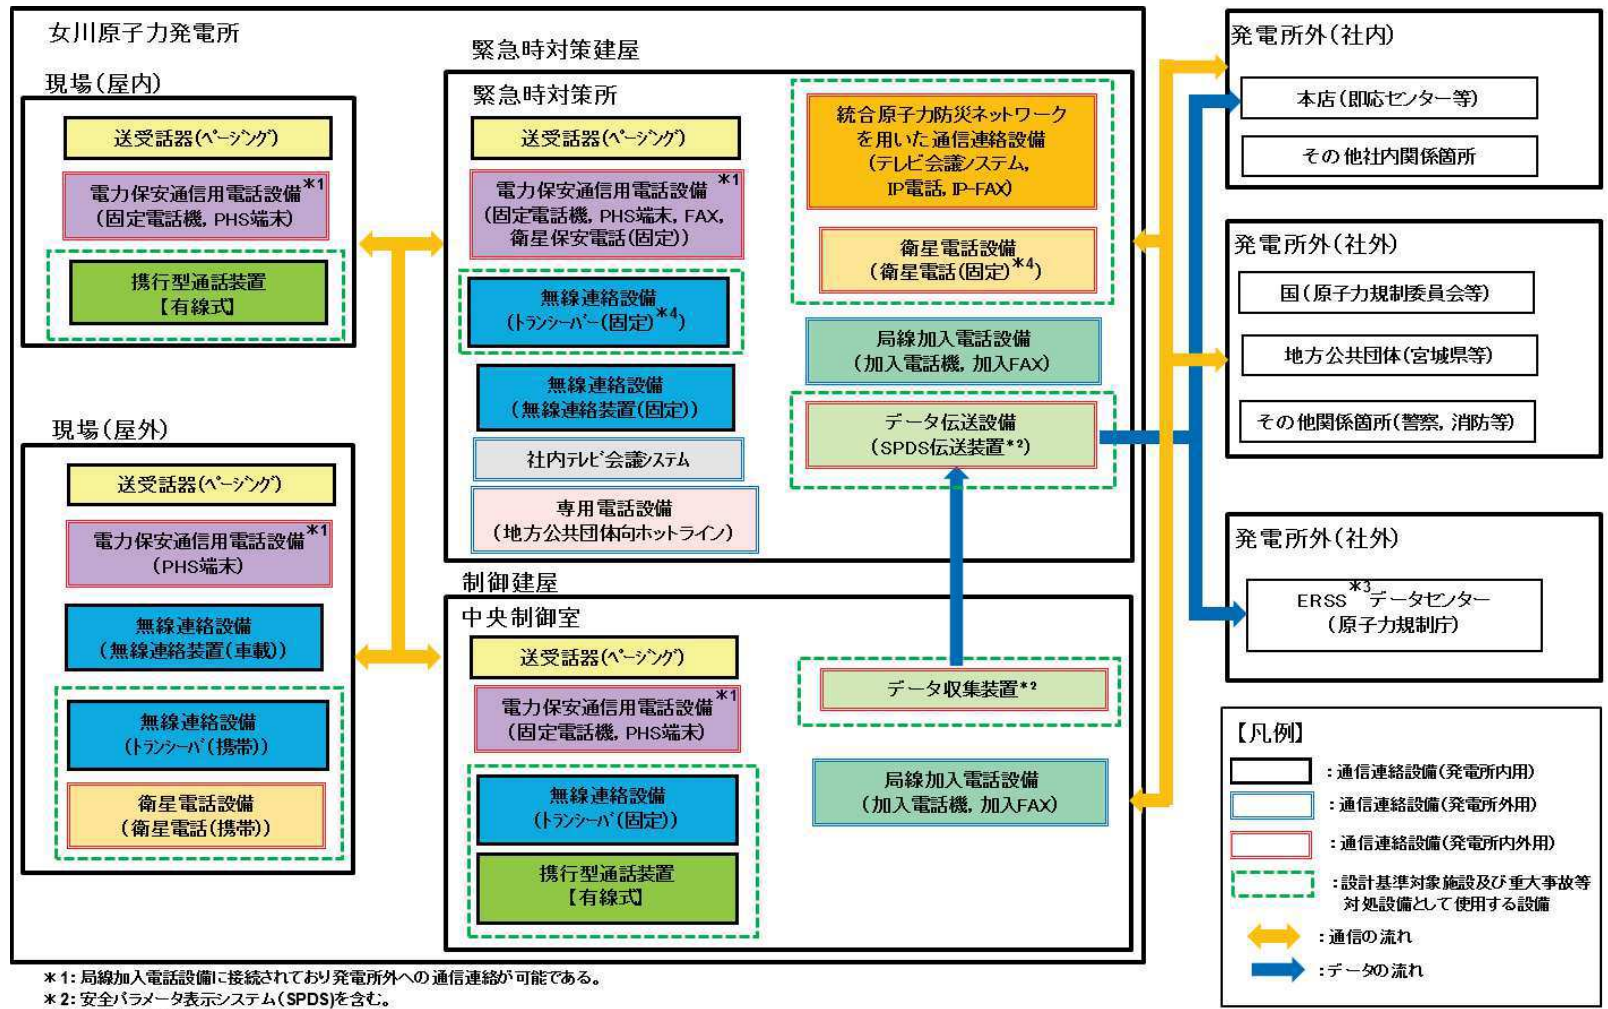 女川原子力発電所
現場(屋内)
送受話器(ページング)
電力保安通信用電話設備＊1
(固定電話機, PHS端末)
携行型通話装置
【有線式】
現場(屋外)
送受話器(ページング)
電力保安通信用電話設備＊1
(PHS端末)
無線連絡設備
(無線連絡装置(車載))
無線連絡設備
(トランシーバ(携帯))
衛星電話設備
(衛星電話(携帯))
緊急時対策建屋
緊急時対策所
送受話器(ページング)
電力保安通信用電話設備＊1
(固定電話機, PHS端末, FAX,
衛星保安電話(固定))
無線連絡設備
(トランシーバー(固定)＊4)
無線連絡設備
(無線連絡装置(固定))
社内テレビ会議システム
専用電話設備
(地方公共団体向ホットライン)
統合原子力防災ネットワーク
を用いた通信連絡設備
(テレビ会議システム,
IP電話, IP-FAX)
衛星電話設備
(衛星電話(固定)＊4)
局線加入電話設備
(加入電話機, 加入FAX)
データ伝送設備
(SPDS伝送装置＊2)
制御建屋
中央制御室
送受話器(ページング)
電力保安通信用電話設備＊1
(固定電話機, PHS端末)
無線連絡設備
(トランシーバ(固定))
携行型通話装置
【有線式】
データ収集装置＊2
局線加入電話設備
(加入電話機, 加入FAX)
発電所外(社内)
本店(即応センター等)
その他社内関係箇所
発電所外(社外)
国(原子力規制委員会等)
地方公共団体(宮城県等)
その他関係箇所(警察, 消防等)
発電所外(社外)
ERSS＊3データセンター
(原子力規制庁)
【凡例】
:通信連絡設備(発電所内用)
:通信連絡設備(発電所外用)
:通信連絡設備(発電所内外用)
:設計基準対象施設及び重大事故等
対処設備として使用する設備
:通信の流れ
:データの流れ
＊1:局線加入電話設備に接続されており発電所外への通信連絡が可能である。
＊2:安全パラメータ表示システム(SPDS)を含む。